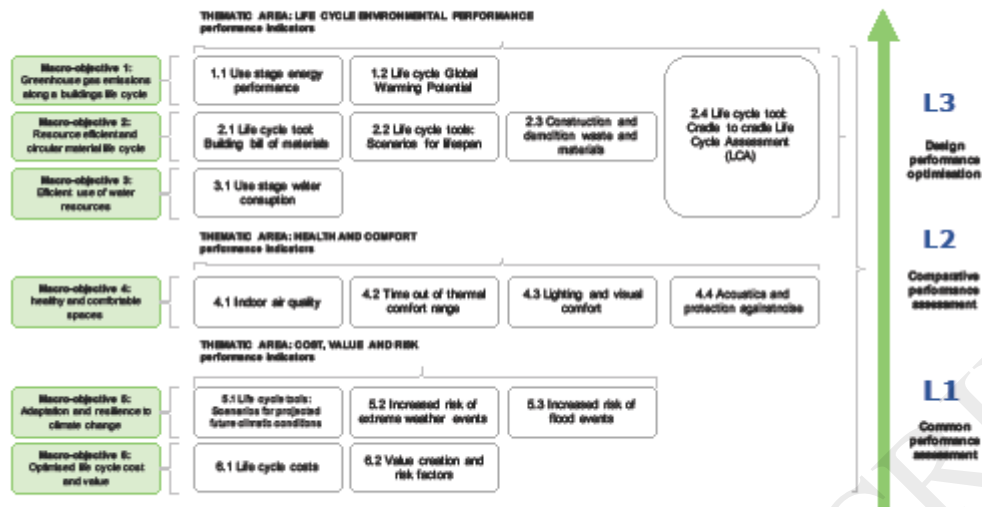 THEMATIC AREA: LIFE CYCLE ENVIRONMENTAL PERFORMANCE
performance indicators
Macro-objective 1:
Greenhouse gas emissions
along a buildings life cycle
1.1 Use stage energy
performance
1.2 Life cycle Global
Warming Potential
Macro-objective 2:
Resource efficient and
circular material life cycle
2.1 Life cycle tool:
Building bill of materials
2.2 Life cycle tools:
Scenarios for lifespan
2.3 Construction and
demolition waste and
materials
2.4 Life cycle tool:
Cradle to cradle Life
Cycle Assessment
(LCA)
Macro-objective 3:
Efficient use of water
resources
3.1 Use stage water
consuption
THEMATIC AREA: HEALTH AND COMFORT
performance indicators
Macro-objective 4:
healthy and comfortable
spaces
4.1 Indoor air quality
4.2 Time out of thermal
comfort range
4.3 Lighting and visual
comfort
4.4 Acoustics and
protection againstnoise
THEMATIC AREA: COST, VALUE AND RISK
performance indicators
Macro-objective 5:
Adaptation and resilience to
climate change
5.1 Life cycle tools:
Scenarios for projected
future climatic conditions
5.2 Increased risk of
extreme weather events
5.3 Increased risk of
flood events
Macro-objective 6:
Optimised life cycle cost
and value
6.1 Life cycle costs
6.2 Value creation and
risk factors
L3
Design
performance
optimisation
L2
Comparative
performance
assessment
L1
Common
performance
assessment